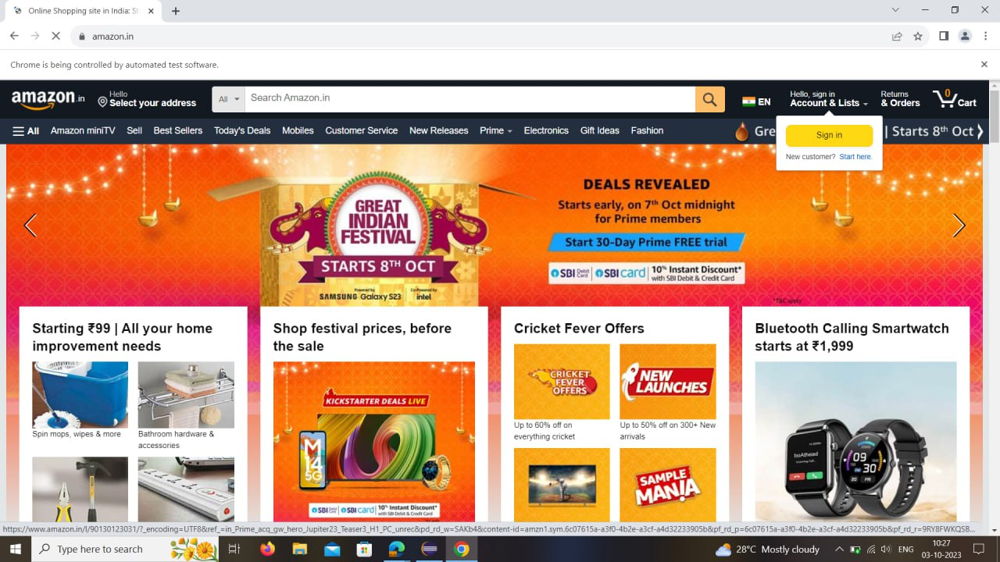 Online Shopping site in India: Sh
amazon.in
Chrome is being controlled by automated test software.
amazon.in
Hello
Select your address
All
Search Amazon.in
EN
Hello, sign in
Account & Lists
Returns
& Orders
0
Cart
All
Amazon miniTV
Sell
Best Sellers
Today's Deals
Mobiles
Customer Service
New Releases
Prime
Electronics
Gift Ideas
Fashion
Gre
| Starts 8th Oct
Sign in
New customer? Start here.
GREAT
INDIAN
FESTIVAL
STARTS 8TH OCT
Powered by
SAMSUNG Galaxy S23
Co-Powered by
intel
DEALS REVEALED
Starts early, on 7th Oct midnight
for Prime members
Start 30-Day Prime FREE trial
SBI Debit Card
SBI card
10% Instant Discount*
with SBI Debit & Credit Card
*T&C apply
Starting ₹99 | All your home
improvement needs
Spin mops, wipes & more
Bathroom hardware &
accessories
Shop festival prices, before
the sale
KICKSTARTER DEALS LIVE
M
14
5G
SBI Debit Card
SBI card
10% Instant Discount*
with SBI Debit & Credit Card
Cricket Fever Offers
CRICKET
FEVER
OFFERS
Up to 60% off on
everything cricket
NEW
LAUNCHES
Up to 50% off on 300+ New
arrivals
SAMPLE
MANIA
Bluetooth Calling Smartwatch
starts at ₹1,999
boAthead
Incoming Call...
09
30
https://www.amazon.in/l/90130123031/?_encoding=UTF8&ref_=in_Prime_acq_gw_hero_Jupiter23_Teaser3_H1_PC_unrec&pd_rd_w=SAKb4&content-id=amzn1.sym.6c07615a-a3f0-4b2e-a3cf-a4d32233905b&pf_rd_p=6c07615a-a3f0-4b2e-a3cf-a4d32233905b&pf_rd_r=9RY8FWKQSB...
Type here to search
28°C Mostly cloudy
ENG
10:27
03-10-2023